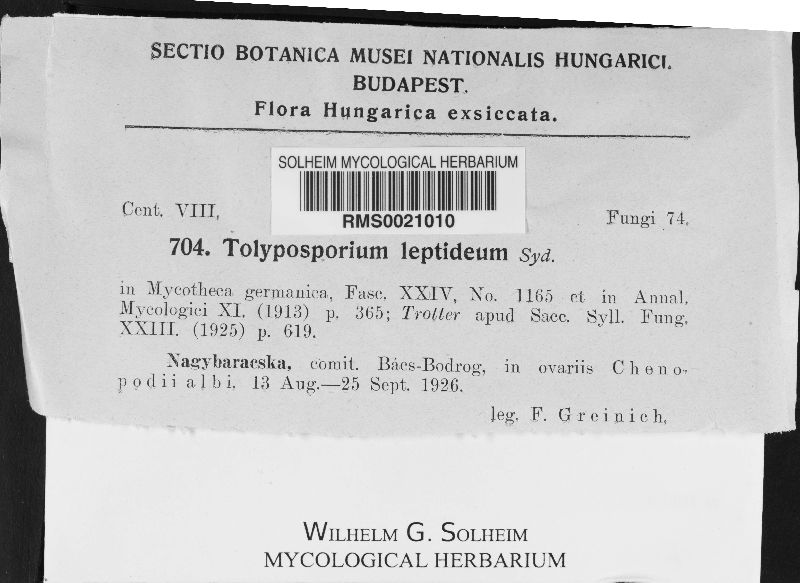 SECTIO BOTANICA MUSEI NATIONALIS HUNGARICI.
BUDAPEST.
Flora Hungarica exsiccata.
SOLHEIM MYCOLOGICAL HERBARIUM
RMS0021010
Cent. VIII, Fungi 74.
704. Tolyposporium leptideum Syd.
in Mycotheca germanica, Fasc. XXIV, No. 1165 et in Annal.
Mycologici XI. (1913) p. 365; Trotter apud Sacc. Syll. Fung.
XXIII. (1925) p. 619.
Nagybaracska, comit. Bács-Bodrog, in ovariis Cheno-
podii albi. 13 Aug.—25 Sept. 1926.
leg. F. Greinich.
WILHELM G. SOLHEIM
MYCOLOGICAL HERBARIUM